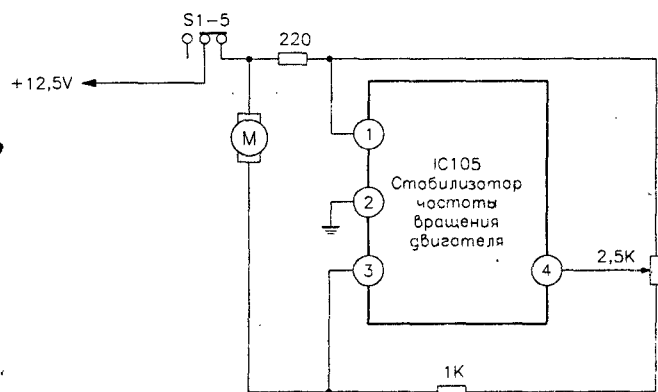 S1-5
220
+12,5V
M
1
IC105
Стабилизатор
частоты
вращения
двигателя
2
3
4
2,5K
1K